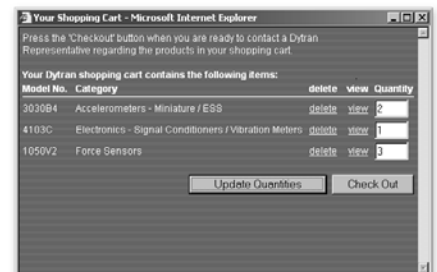 Your Shopping Cart - Microsoft Internet Explorer
Press the 'Checkout' button when you are ready to contact a Dytran
Representative regarding the products in your shopping cart.
Your Dytran shopping cart contains the following items:
Model No. Category delete view Quantity
3030B4 Accelerometers - Miniature / ESS delete view 2
4103C Electronics - Signal Conditioners / Vibration Meters delete view 1
1050V2 Force Sensors delete view 3
Update Quantities Check Out